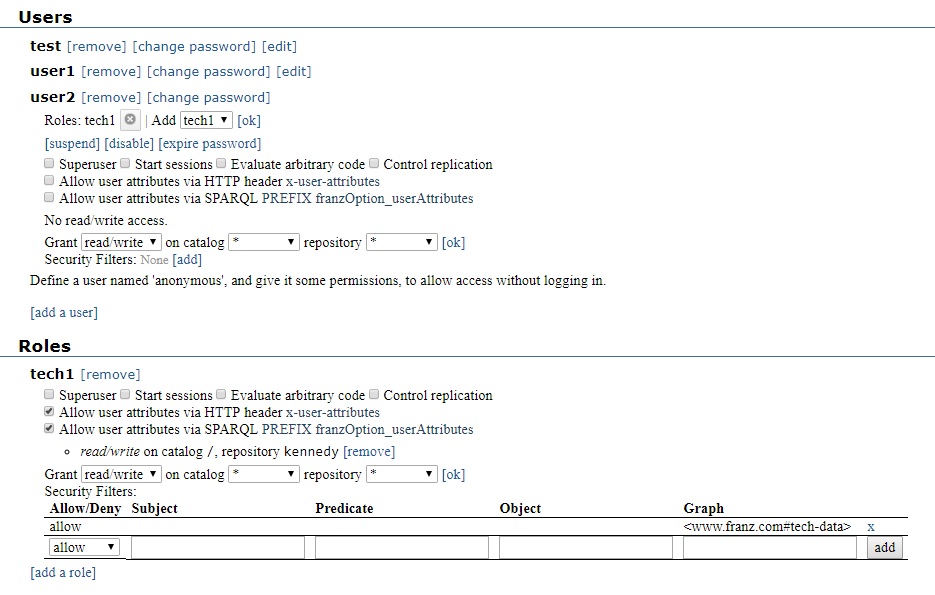 Users
test [remove] [change password] [edit]
user1 [remove] [change password] [edit]
user2 [remove] [change password]
Roles: tech1 | Add tech1 [ok]
[suspend] [disable] [expire password]
Superuser Start sessions Evaluate arbitrary code Control replication
Allow user attributes via HTTP header x-user-attributes
Allow user attributes via SPARQL PREFIX franzOption_userAttributes
No read/write access.
Grant read/write on catalog * repository * [ok]
Security Filters: None [add]
Define a user named 'anonymous', and give it some permissions, to allow access without logging in.
[add a user]
Roles
tech1 [remove]
Superuser Start sessions Evaluate arbitrary code Control replication
Allow user attributes via HTTP header x-user-attributes
Allow user attributes via SPARQL PREFIX franzOption_userAttributes
read/write on catalog /, repository kennedy [remove]
Grant read/write on catalog * repository * [ok]
Security Filters:
Allow/Deny Subject Predicate Object Graph
allow <www.franz.com#tech-data> x
allow add
[add a role]